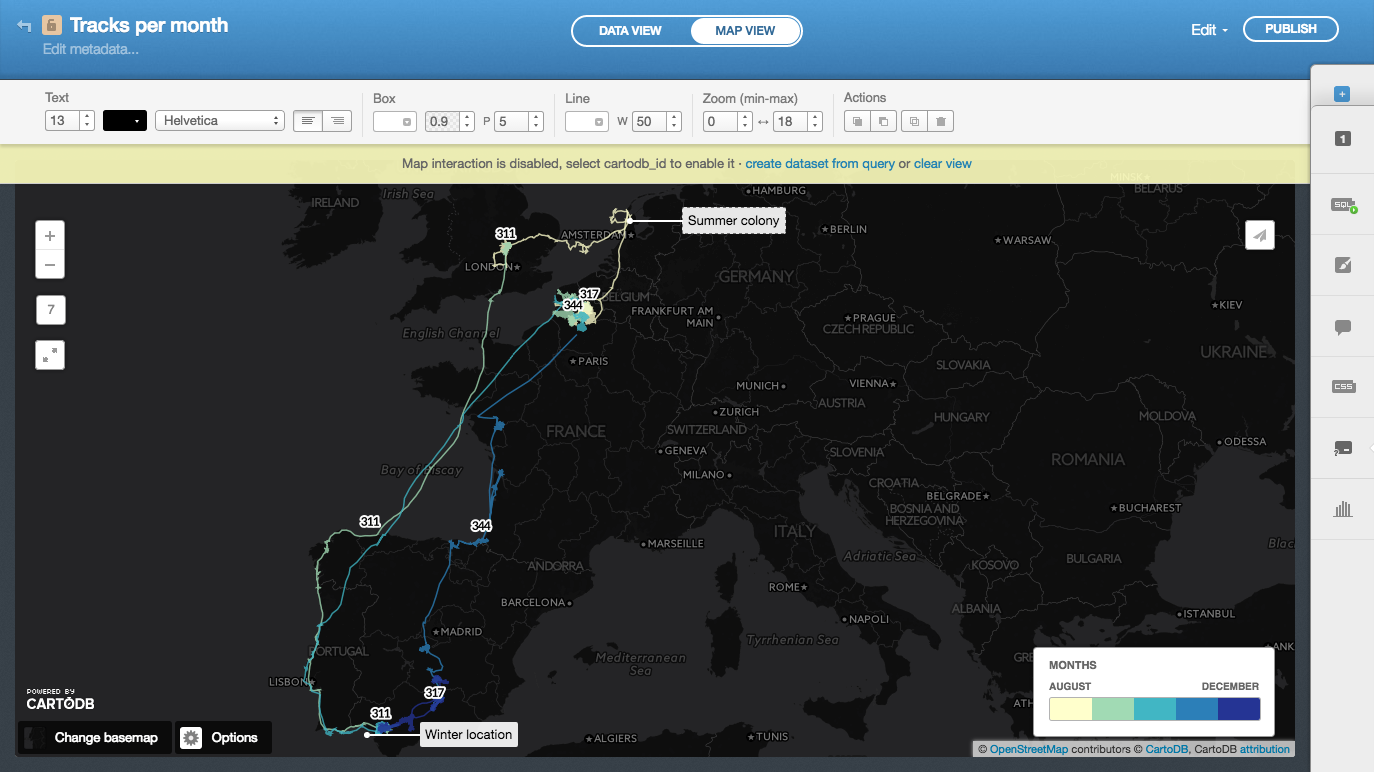 Tracks per month
Edit metadata...
DATA VIEW
MAP VIEW
Edit
PUBLISH
Text
13
Helvetica
Box
0.9
P 5
Line
W 50
Zoom (min-max)
0
18
Actions
Map interaction is disabled, select cartodb_id to enable it · create dataset from query or clear view
+
1
SQL
CSS
?
+
−
7
IRELAND
Irish Sea
HAMBURG
MINSK
BELARUS
Summer colony
AMSTERDAM
BERLIN
WARSAW
311
LONDON
GERMANY
317
344
BELGIUM
FRANKFURT AM
MAIN
PRAGUE
CZECH REPUBLIC
KIEV
English Channel
PARIS
UKRAINE
SLOVAKIA
MUNICH
VIENNA
ZURICH
AUSTRIA
HUNGARY
MOLDOVA
FRANCE
SWITZERLAND
ODESSA
GENEVA
SLOVENIA
ROMANIA
Bay of Biscay
MILANO
CROATIA
BELGRADE
BOSNIA AND
HERZEGOVINA
BUCHAREST
311
344
ITALY
MARSEILLE
Adriatic Sea
Blac
ANDORRA
KOSOVO
BULGARIA
ROME
BARCELONA
ALBANIA
ISTANBUL
NAPOLI
MADRID
Tyrrhenian Sea
PORTUGAL
Mediterranean
Sea
GRE
ANK
LISBON
317
311
Winter location
ATH
ALGIERS
TUNIS
MONTHS
AUGUST
DECEMBER
POWERED BY
CARTODB
Change basemap
Options
© OpenStreetMap contributors © CartoDB, CartoDB attribution